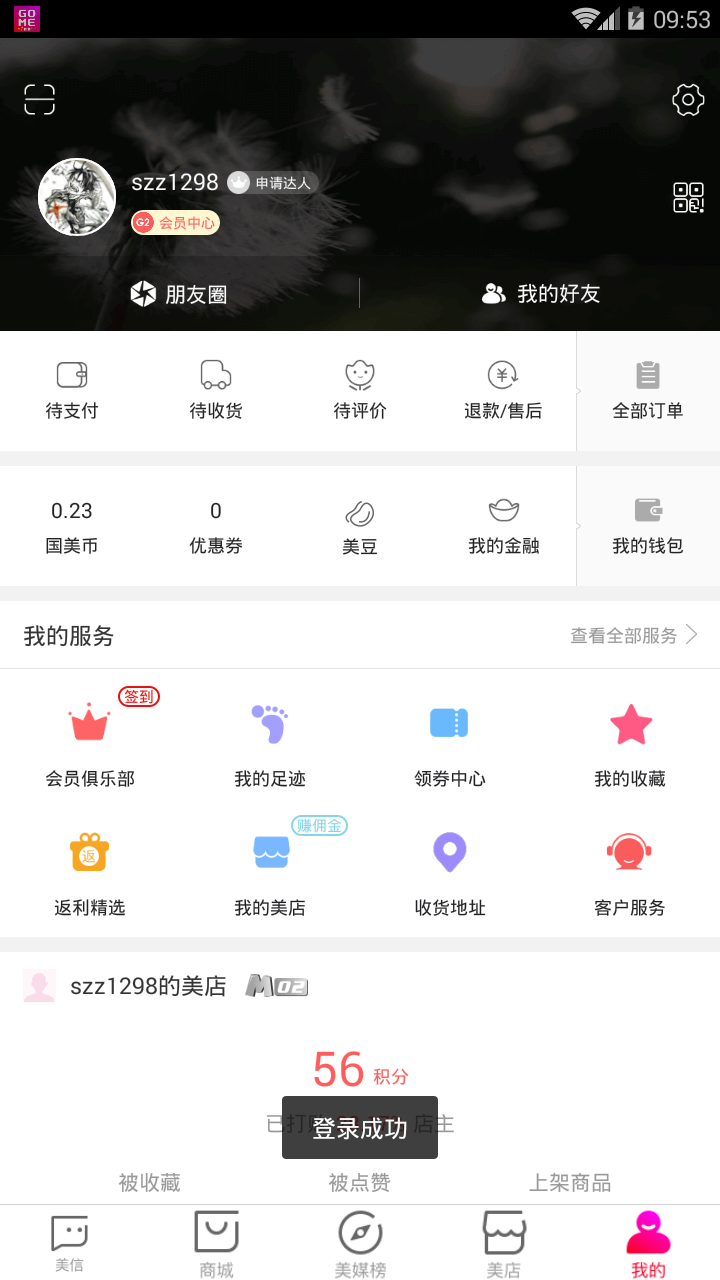 GO
ME
09:53
szz1298
申请达人
G2 会员中心
朋友圈
我的好友
待支付
待收货
待评价
退款/售后
全部订单
0.23
0
国美币
优惠券
美豆
我的金融
我的钱包
我的服务
查看全部服务
签到
会员俱乐部
我的足迹
领券中心
我的收藏
赚佣金
返
返利精选
我的美店
收货地址
客户服务
szz1298的美店
M02
56 积分
已打
店主
登录成功
被收藏
被点赞
上架商品
美信
商城
美媒榜
美店
我的